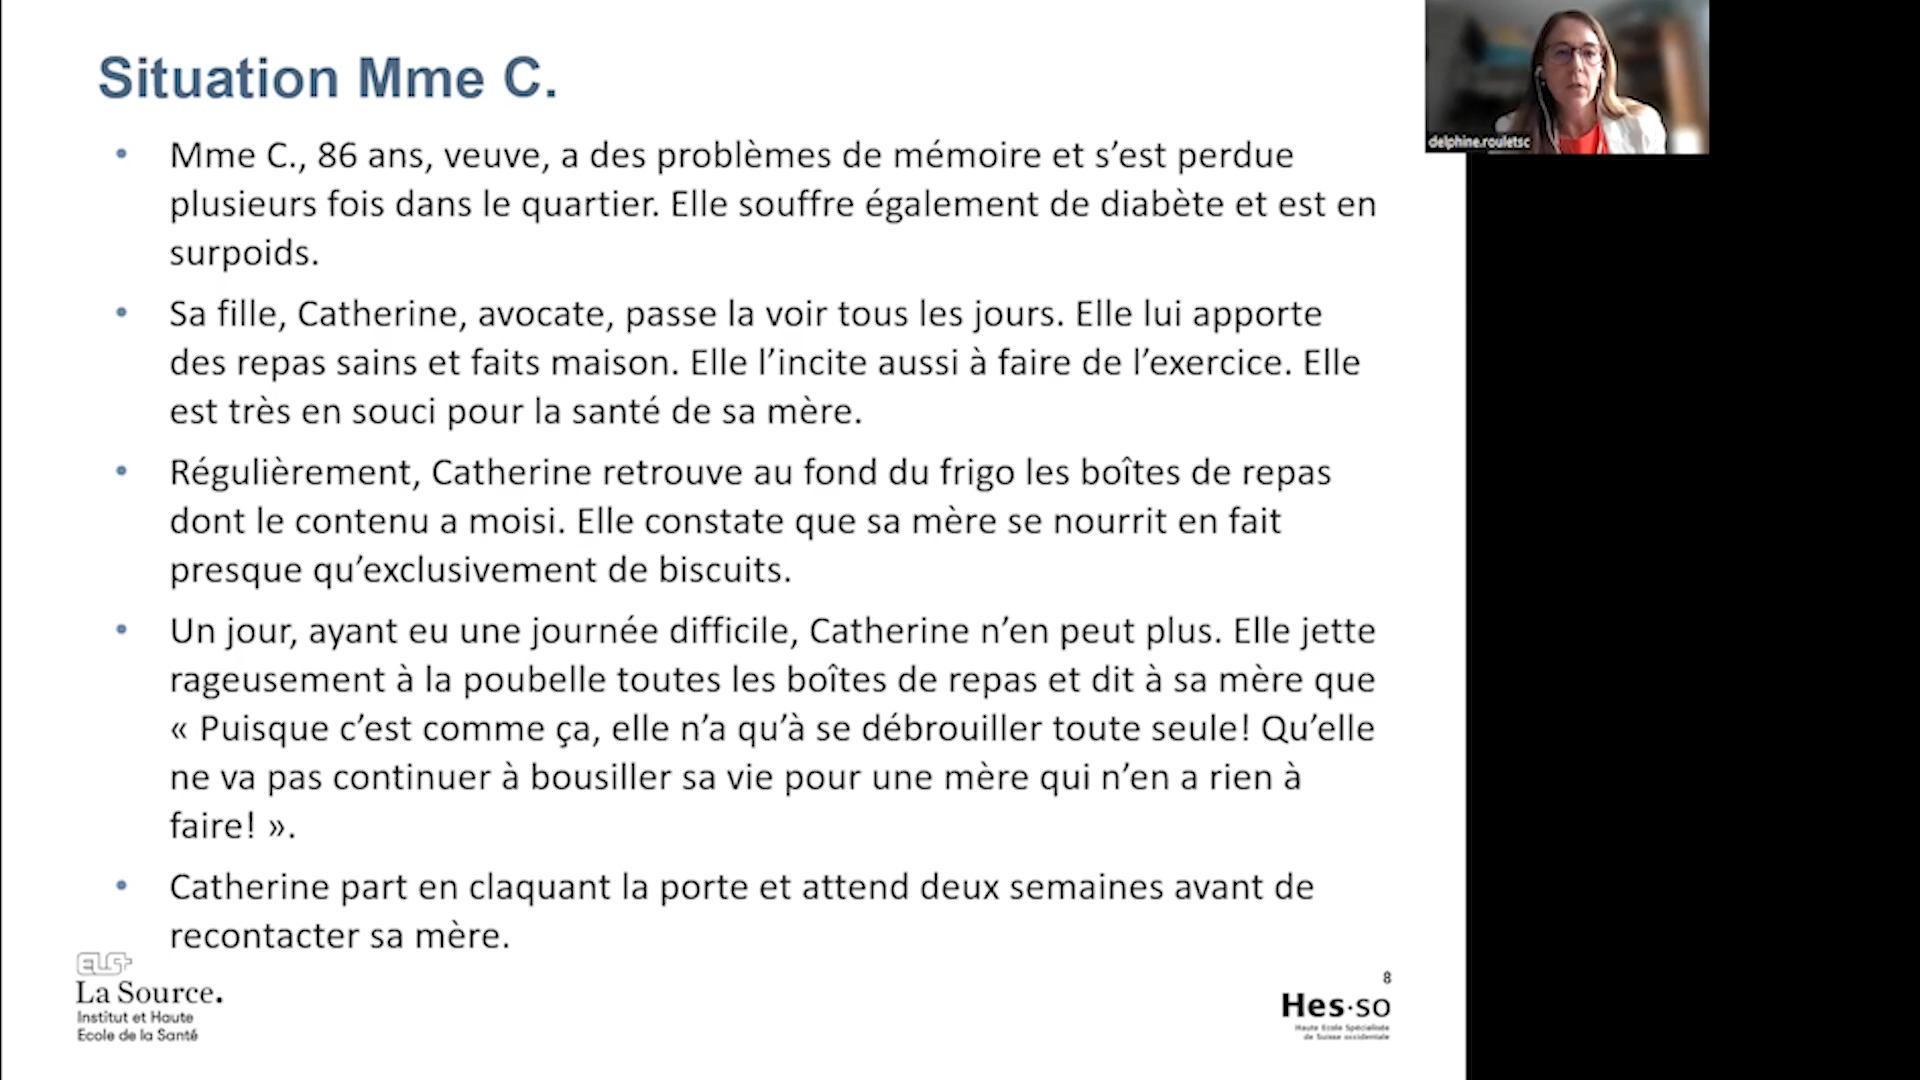 Situation Mme C.
• Mme C., 86 ans, veuve, a des problèmes de mémoire et s’est perdue
plusieurs fois dans le quartier. Elle souffre également de diabète et est en
surpoids.
• Sa fille, Catherine, avocate, passe la voir tous les jours. Elle lui apporte
des repas sains et faits maison. Elle l’incite aussi à faire de l’exercice. Elle
est très en souci pour la santé de sa mère.
• Régulièrement, Catherine retrouve au fond du frigo les boîtes de repas
dont le contenu a moisi. Elle constate que sa mère se nourrit en fait
presque qu’exclusivement de biscuits.
• Un jour, ayant eu une journée difficile, Catherine n’en peut plus. Elle jette
rageusement à la poubelle toutes les boîtes de repas et dit à sa mère que
« Puisque c’est comme ça, elle n’a qu’à se débrouiller toute seule! Qu’elle
ne va pas continuer à bousiller sa vie pour une mère qui n’en a rien à
faire! ».
• Catherine part en claquant la porte et attend deux semaines avant de
recontacter sa mère.
ELS+
La Source.
Institut et Haute
Ecole de la Santé
8
Hes·so
Haute Ecole Spécialisée
de Suisse occidentale
delphine.rouletsc